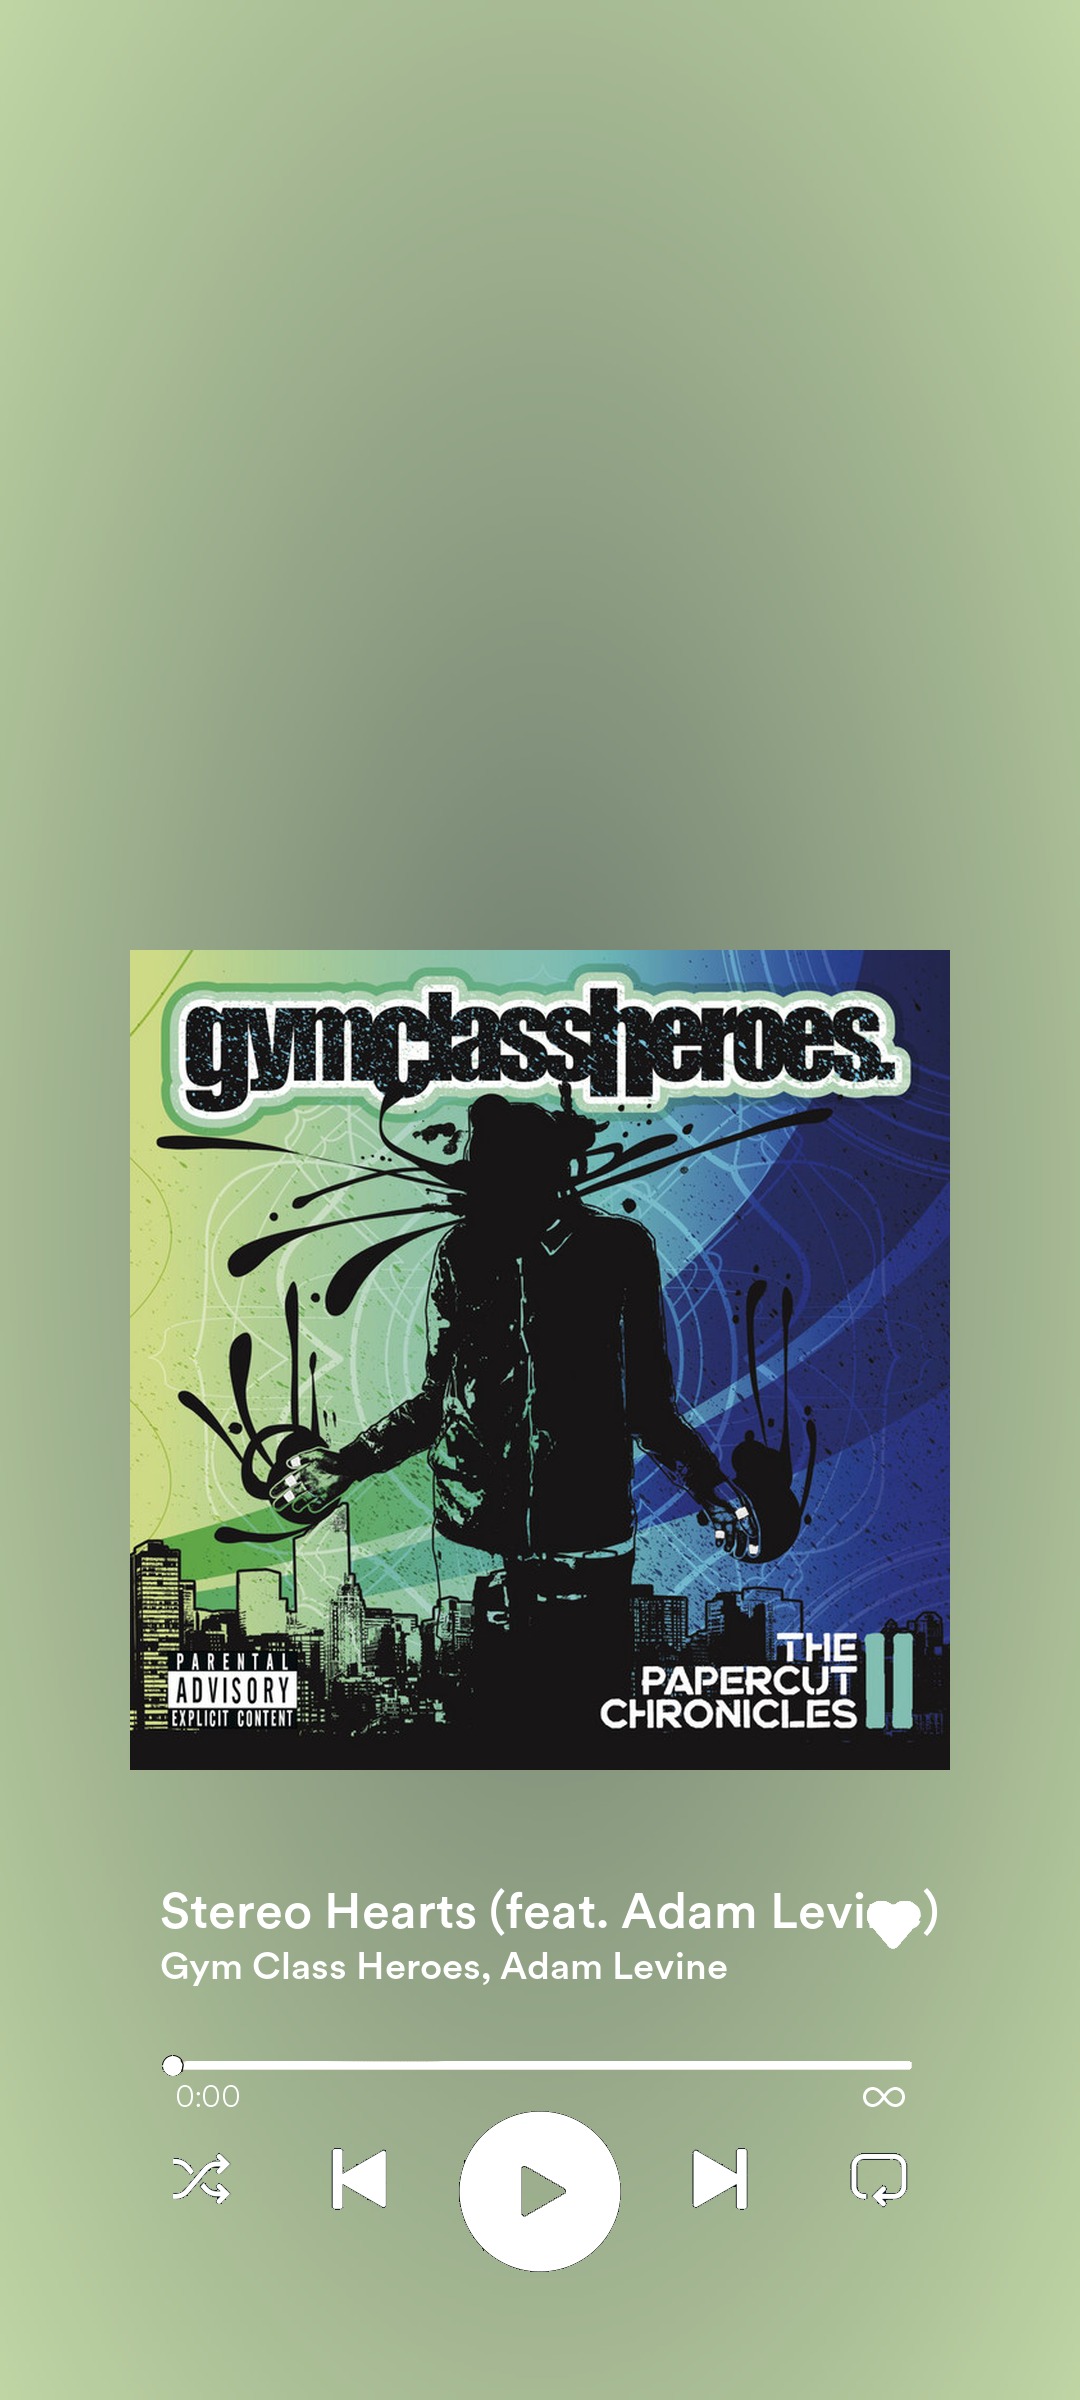 gymclassheroes.
PARENTAL
ADVISORY
EXPLICIT CONTENT
THE
PAPERCUT
CHRONICLES II
Stereo Hearts (feat. Adam Levine)
Gym Class Heroes, Adam Levine
0:00
∞